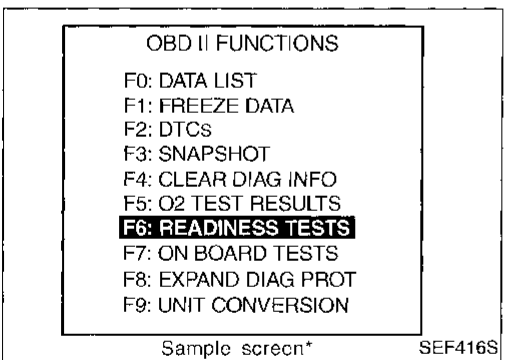 OBD II FUNCTIONS
F0: DATA LIST
F1: FREEZE DATA
F2: DTCs
F3: SNAPSHOT
F4: CLEAR DIAG INFO
F5: O2 TEST RESULTS
F6: READINESS TESTS
F7: ON BOARD TESTS
F8: EXPAND DIAG PROT
F9: UNIT CONVERSION
Sample screen*
SEF416S